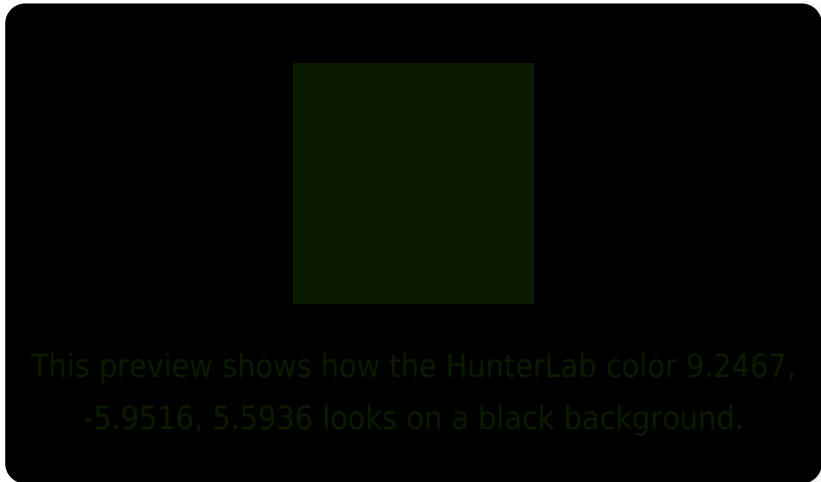 This preview shows how the HunterLab color 9.2467,
-5.9516, 5.5936 looks on a black background.